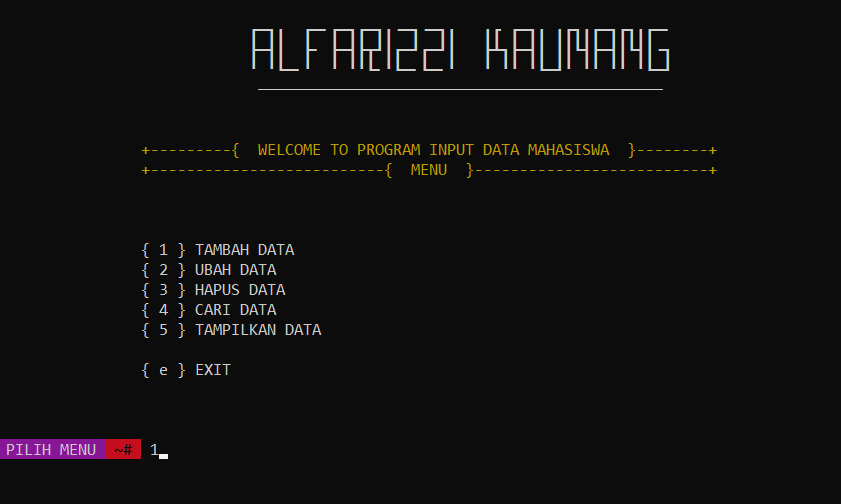 ALFARIZZI KAUNANG
+---------{  WELCOME TO PROGRAM INPUT DATA MAHASISWA  }--------+
+--------------------------{  MENU  }--------------------------+
{ 1 } TAMBAH DATA
{ 2 } UBAH DATA
{ 3 } HAPUS DATA
{ 4 } CARI DATA
{ 5 } TAMPILKAN DATA
{ e } EXIT
PILIH MENU ~# 1